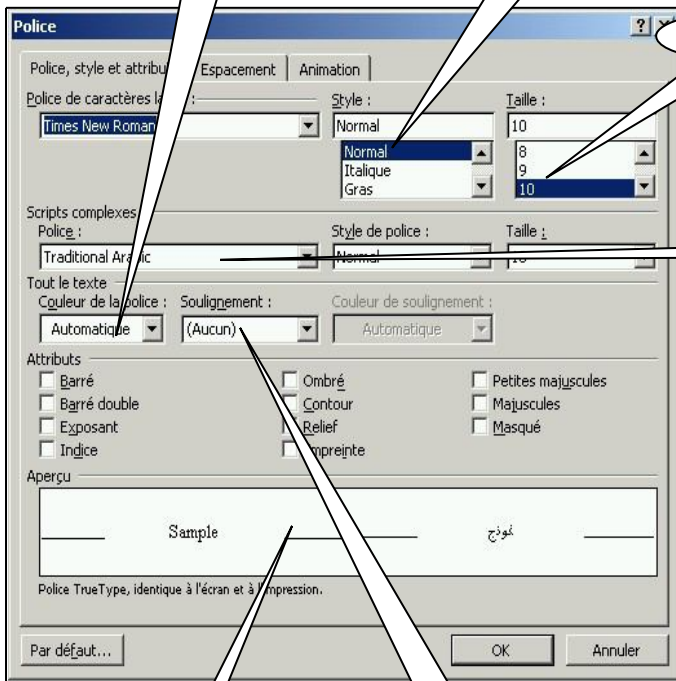 Police
Police, style et attribu Espacement Animation
Police de caractères la :
Style :
Taille :
Times New Roman
Normal
10
Normal
Italique
Gras
8
9
10
Scripts complexes
Police :
Style de police :
Taille :
Traditional Arabic
Normal
Tout le texte
Couleur de la police :
Soulignement :
Couleur de soulignement :
Automatique
(Aucun)
Automatique
Attributs
Barré
Ombré
Petites majuscules
Barré double
Contour
Majuscules
Exposant
Relief
Masqué
Indice
Empreinte
Aperçu
Sample
نموذج
Police TrueType, identique à l'écran et à l'impression.
Par défaut...
OK
Annuler